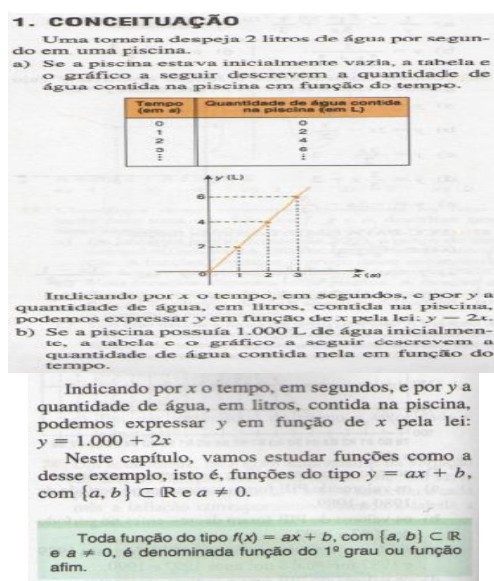 1. CONCEITUAÇÃO
Uma torneira despeja 2 litros de água por segun-
do em uma piscina.
a) Se a piscina estava inicialmente vazia, a tabela e
o gráfico a seguir descrevem a quantidade de
água contida na piscina em função do tempo.
Tempo (em s) Quantidade de água contida na piscina (em L)
0 0
1 2
2 4
3 6
⋮ ⋮
y (L)
6
4
2
0 1 2 3 x (s)
Indicando por x o tempo, em segundos, e por y a
quantidade de água, em litros, contida na piscina,
podemos expressar y em função de x pela lei: y = 2x.
b) Se a piscina possuía 1.000 L de água inicialmen-
te, a tabela e o gráfico a seguir descrevem a
quantidade de água contida nela em função do
tempo.
Indicando por x o tempo, em segundos, e por y a
quantidade de água, em litros, contida na piscina,
podemos expressar y em função de x pela lei:
y = 1.000 + 2x
Neste capítulo, vamos estudar funções como a
desse exemplo, isto é, funções do tipo y = ax + b,
com {a, b} ⊂ ℝ e a ≠ 0.
Toda função do tipo f(x) = ax + b, com {a, b} ⊂ ℝ
e a ≠ 0, é denominada função do 1º grau ou função
afim.